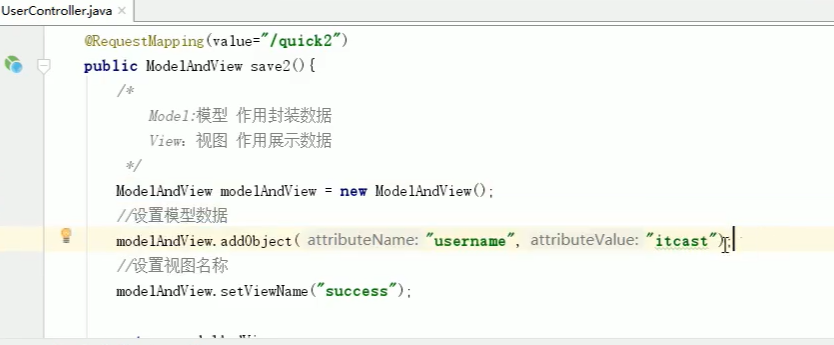 UserController.java ×
@RequestMapping(value="/quick2")
public ModelAndView save2(){
/*
Model:模型 作用封装数据
View：视图 作用展示数据
*/
ModelAndView modelAndView = new ModelAndView();
//设置模型数据
modelAndView.addObject( attributeName: "username", attributeValue: "itcast");
//设置视图名称
modelAndView.setViewName("success");